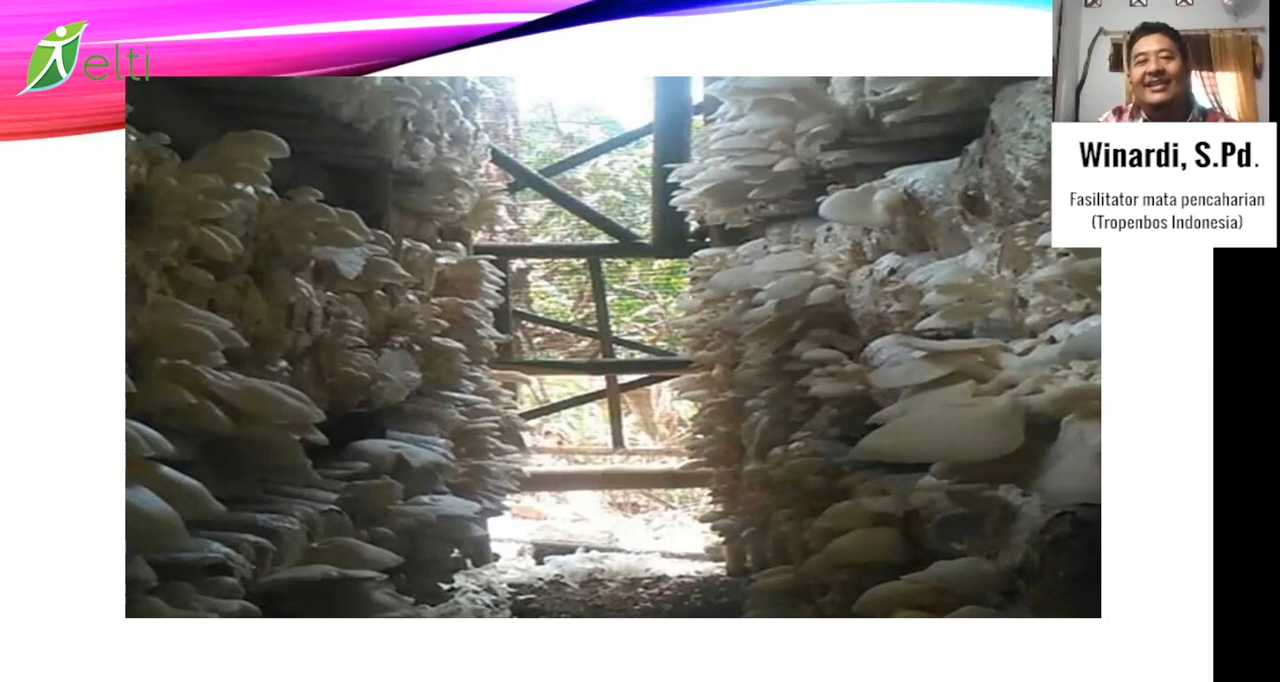 elti
Winardi, S.Pd.
Fasilitator mata pencaharian
(Tropenbos Indonesia)